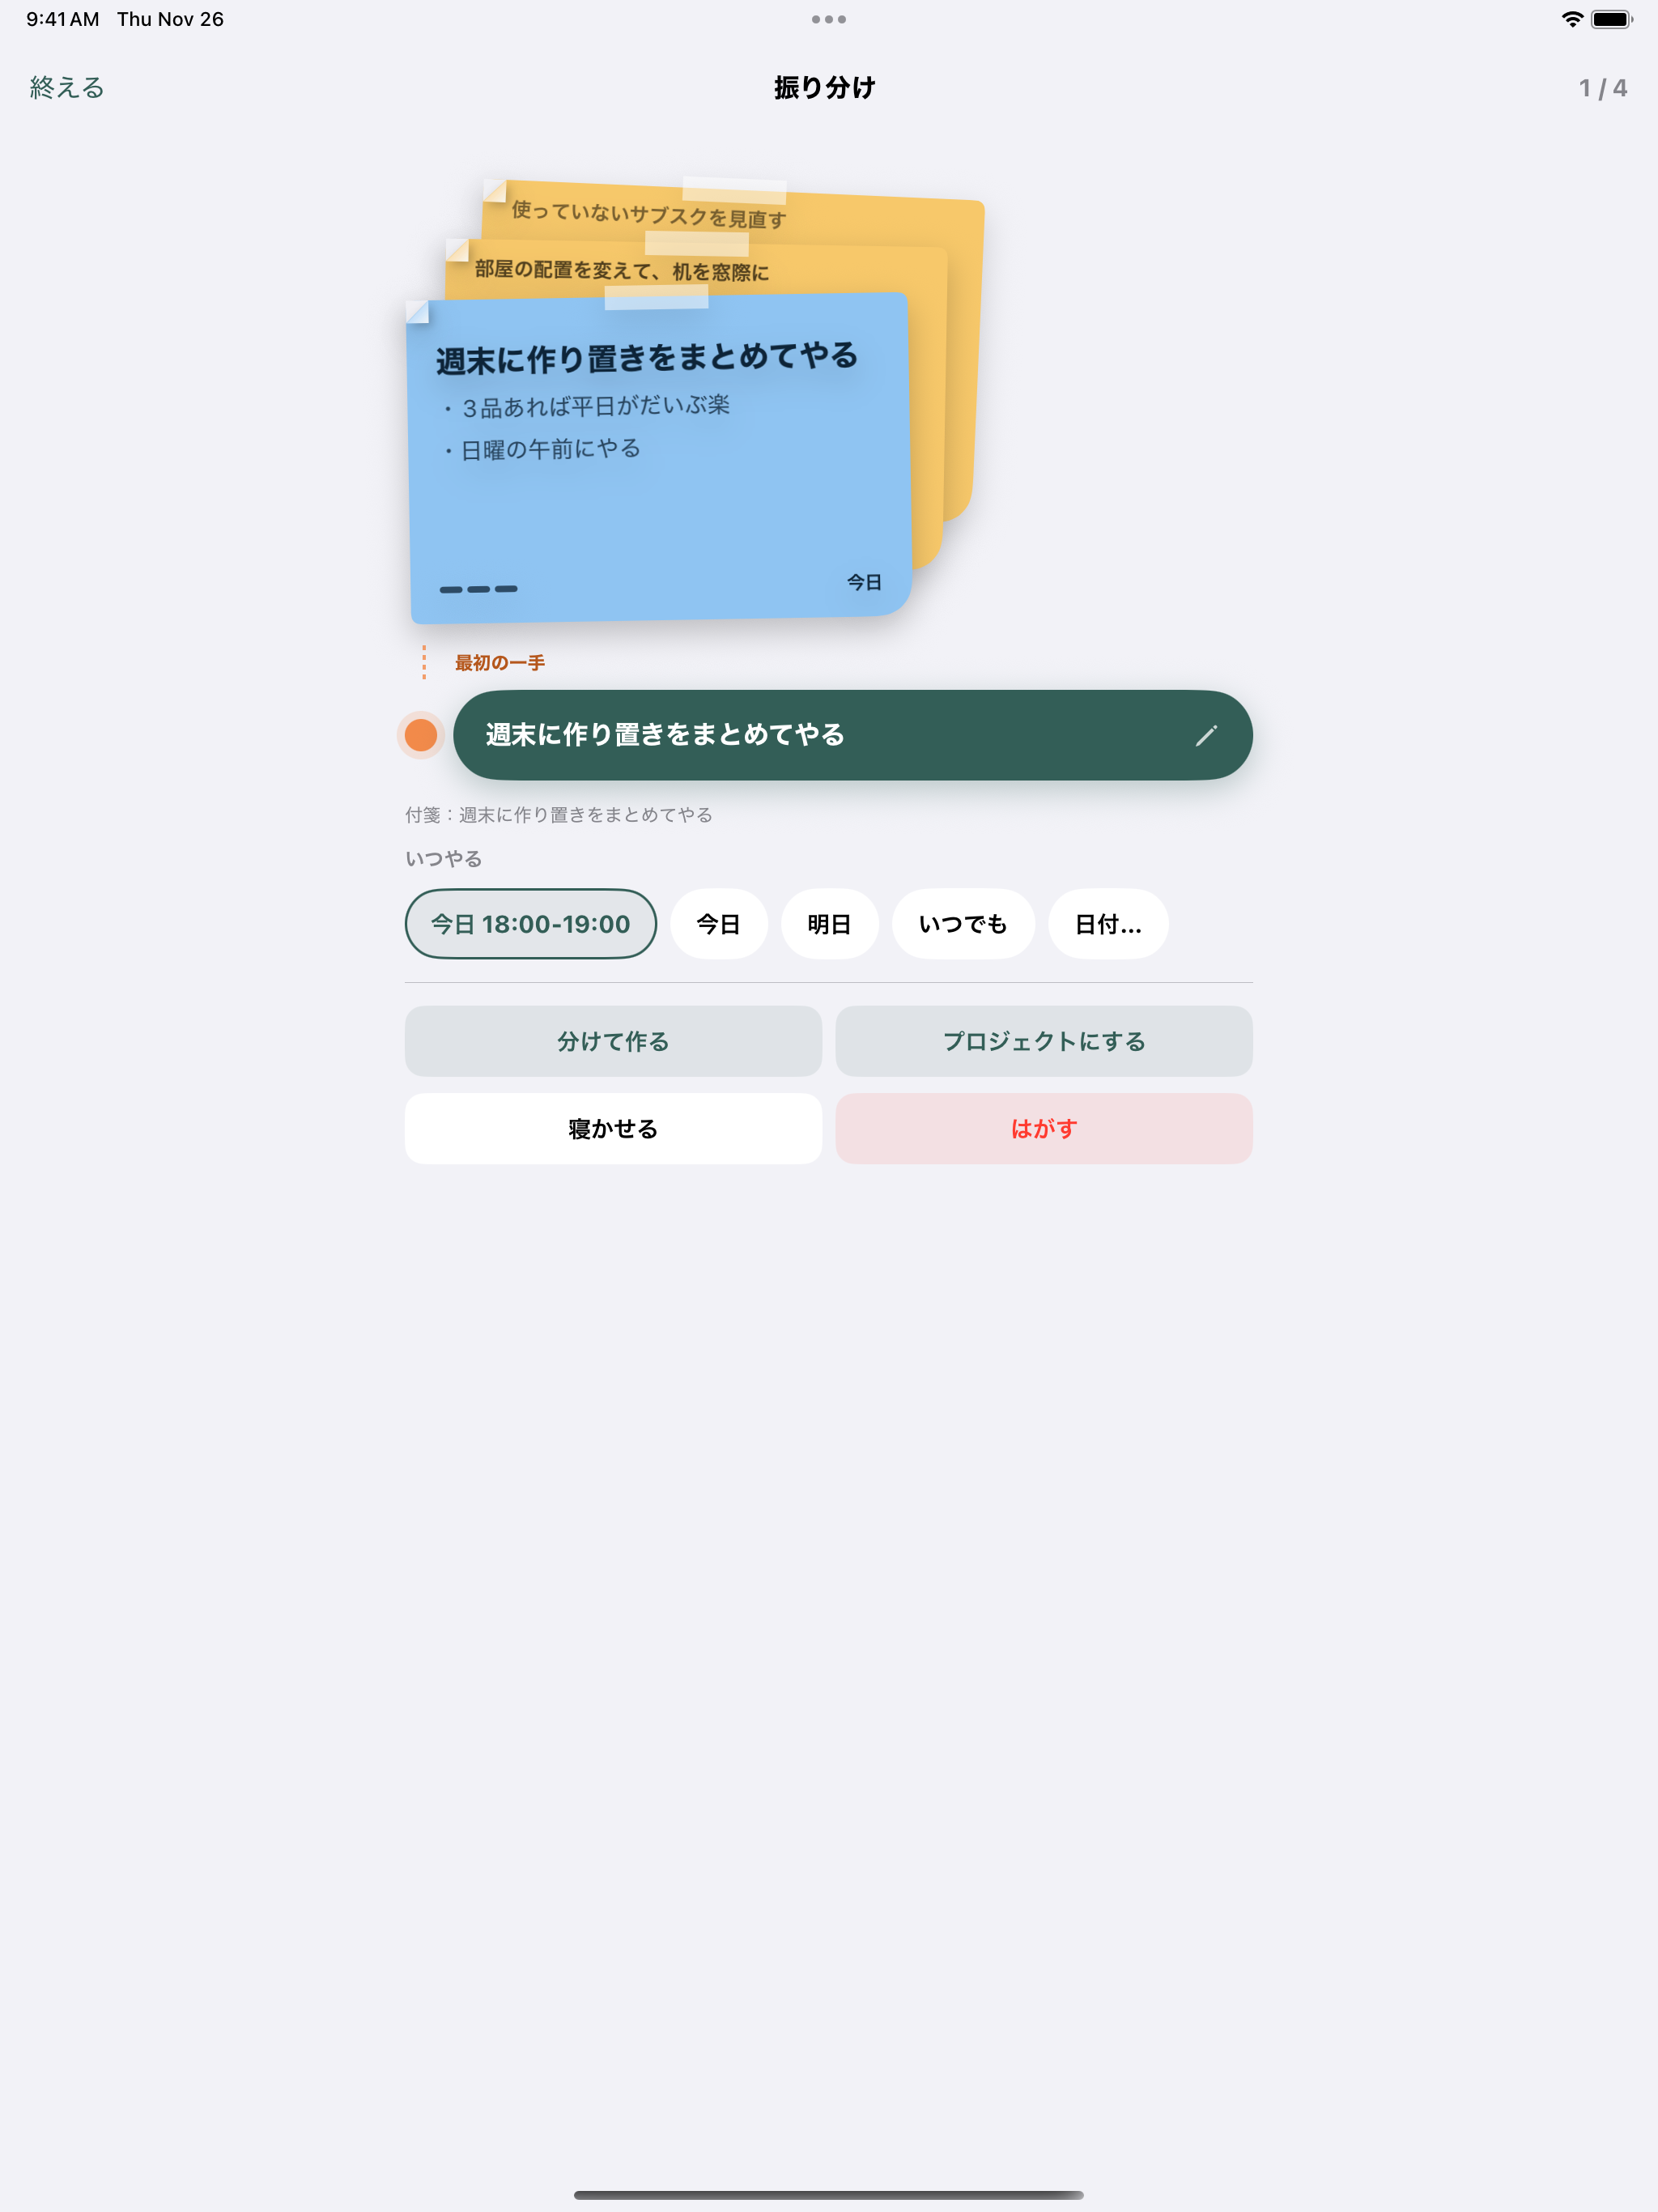 9:41 AM Thu Nov 26
終える
振り分け
1 / 4
使っていないサブスクを見直す
部屋の配置を変えて、机を窓際に
週末に作り置きをまとめてやる
・３品あれば平日がだいぶ楽
・日曜の午前にやる
今日
最初の一手
週末に作り置きをまとめてやる
付箋：週末に作り置きをまとめてやる
いつやる
今日 18:00-19:00
今日
明日
いつでも
日付...
分けて作る
プロジェクトにする
寝かせる
はがす